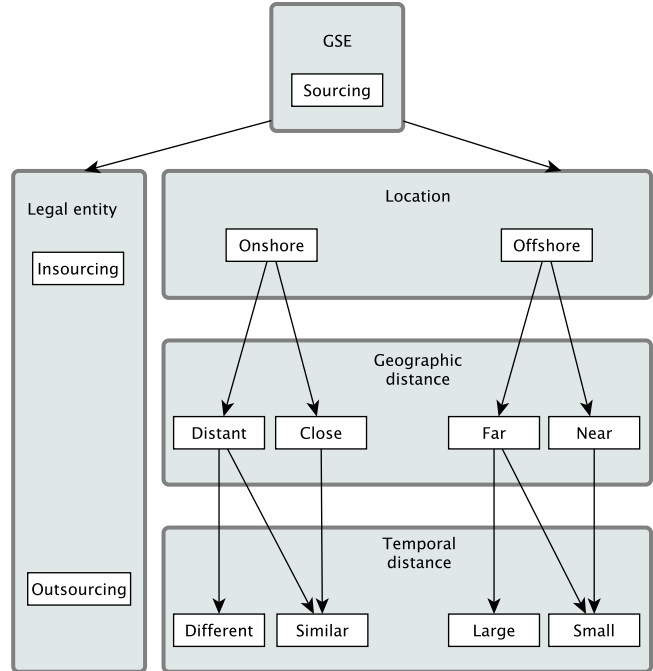 GSE
Sourcing
Legal entity
Insourcing
Outsourcing
Location
Onshore
Offshore
Geographic
distance
Distant
Close
Far
Near
Temporal
distance
Different
Similar
Large
Small